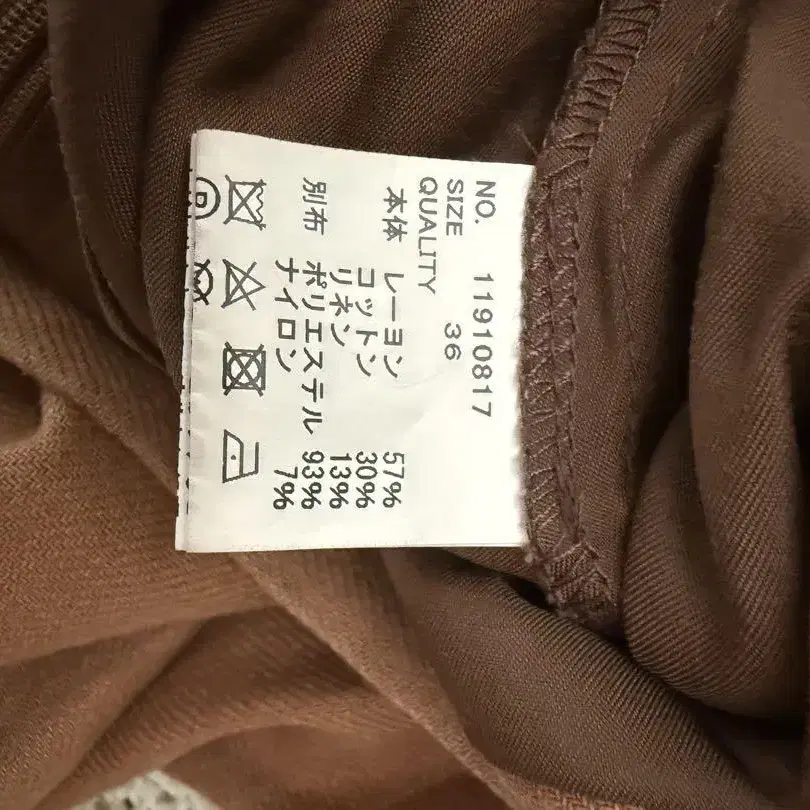 NO. 11910817
SIZE 36
QUALITY
本体 レーヨン 57%
コットン 30%
リネン 13%
別布 ポリエステル 93%
ナイロン 7%